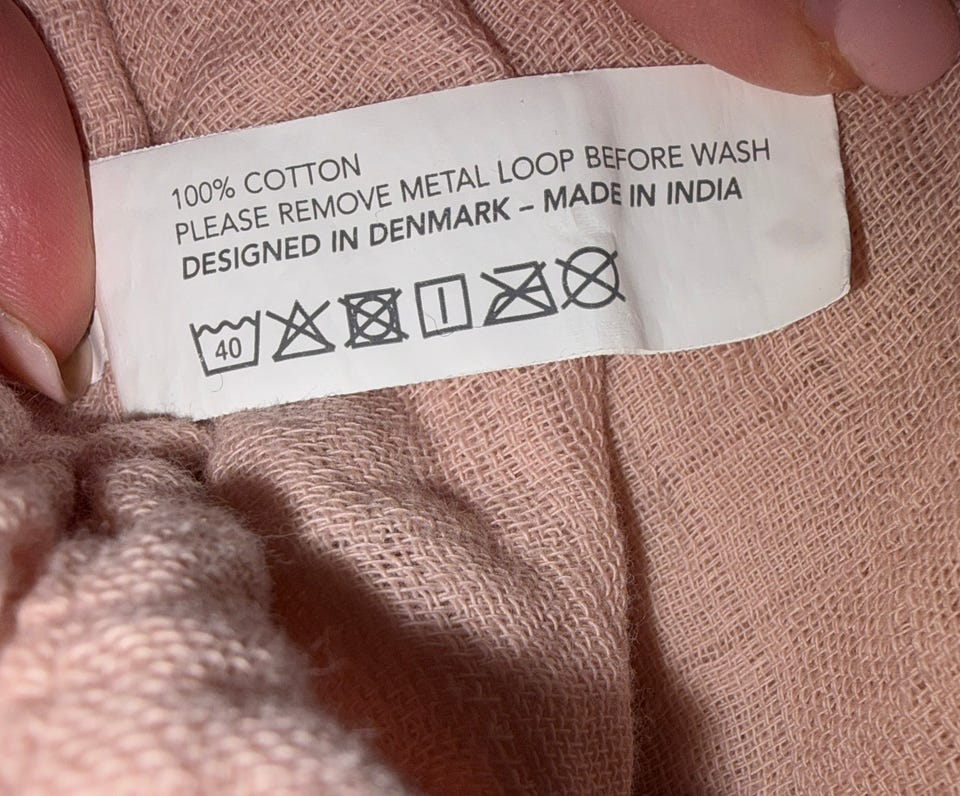 100% COTTON
PLEASE REMOVE METAL LOOP BEFORE WASH
DESIGNED IN DENMARK – MADE IN INDIA
40